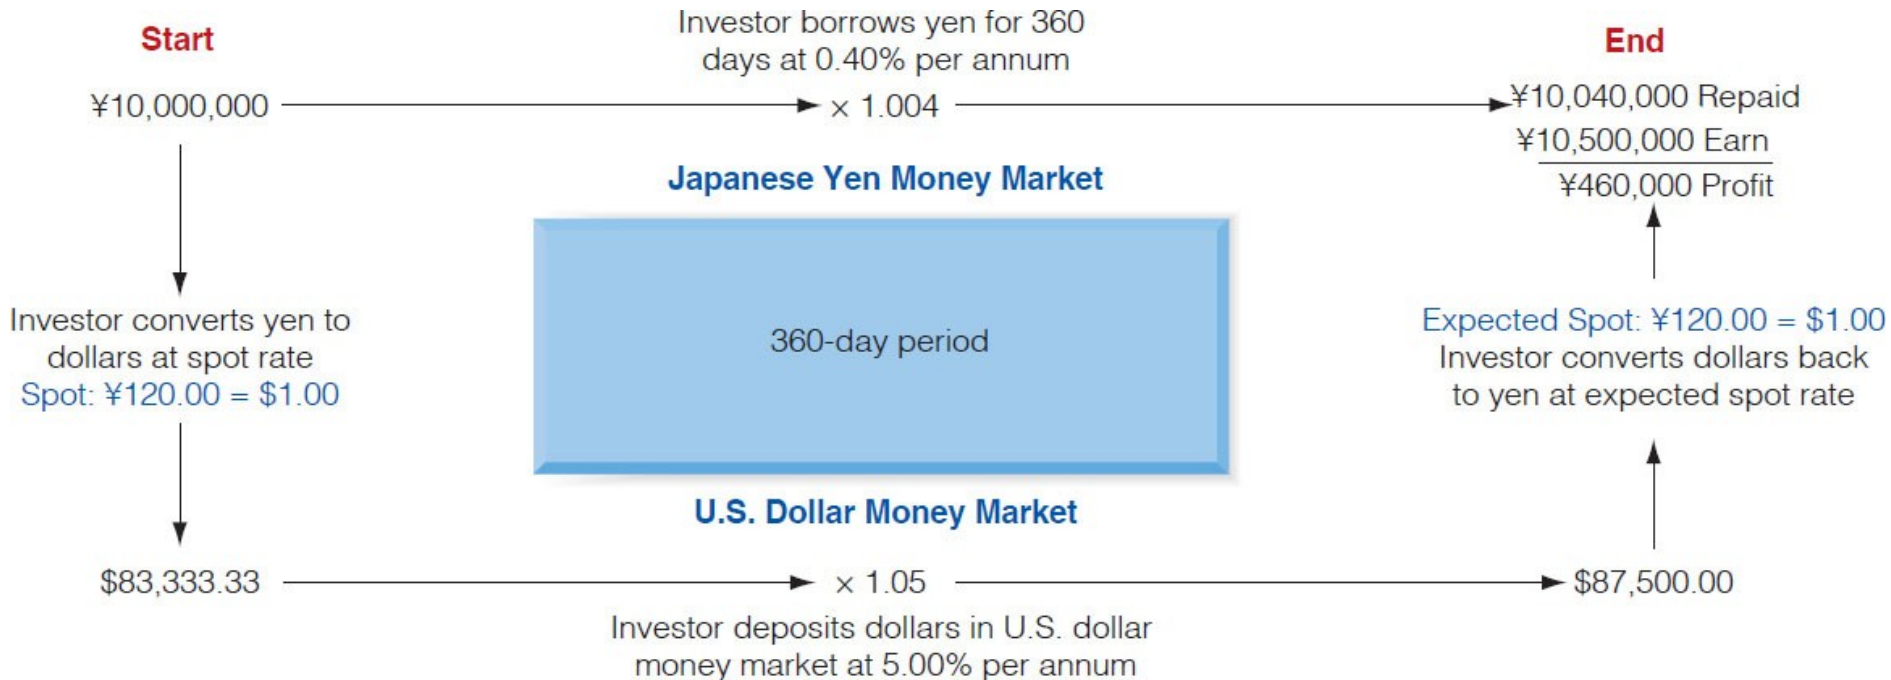 Start
Investor borrows yen for 360
days at 0.40% per annum
End
¥10,000,000
× 1.004
¥10,040,000 Repaid
¥10,500,000 Earn
¥460,000 Profit
Japanese Yen Money Market
Investor converts yen to
dollars at spot rate
Spot: ¥120.00 = $1.00
360-day period
Expected Spot: ¥120.00 = $1.00
Investor converts dollars back
to yen at expected spot rate
U.S. Dollar Money Market
$83,333.33
× 1.05
$87,500.00
Investor deposits dollars in U.S. dollar
money market at 5.00% per annum